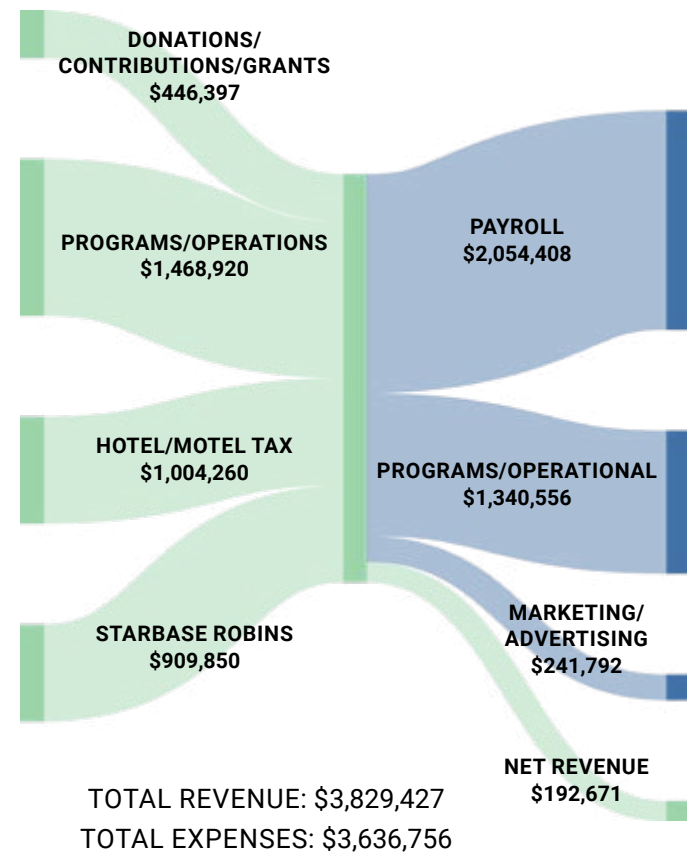 DONATIONS/
CONTRIBUTIONS/GRANTS
$446,397
PROGRAMS/OPERATIONS
$1,468,920
HOTEL/MOTEL TAX
$1,004,260
STARBASE ROBINS
$909,850
PAYROLL
$2,054,408
PROGRAMS/OPERATIONAL
$1,340,556
MARKETING/
ADVERTISING
$241,792
NET REVENUE
$192,671
TOTAL REVENUE: $3,829,427
TOTAL EXPENSES: $3,636,756